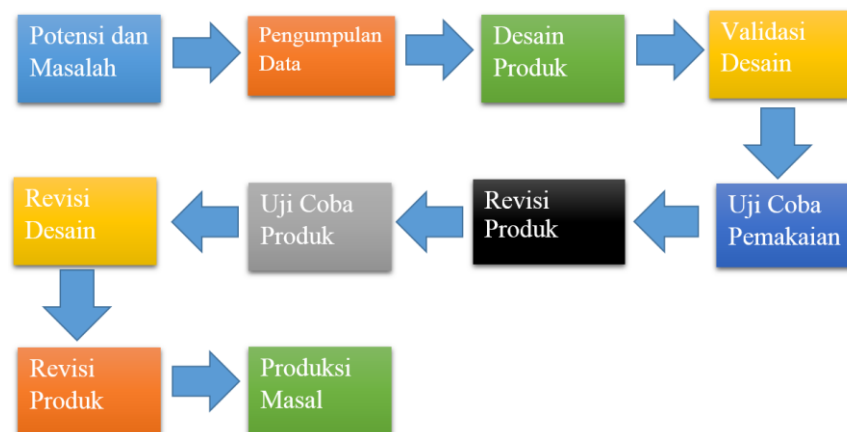 Potensi dan
Masalah
Pengumpulan
Data
Desain
Produk
Validasi
Desain
Uji Coba
Pemakaian
Revisi
Produk
Uji Coba
Produk
Revisi
Desain
Revisi
Produk
Produksi
Masal